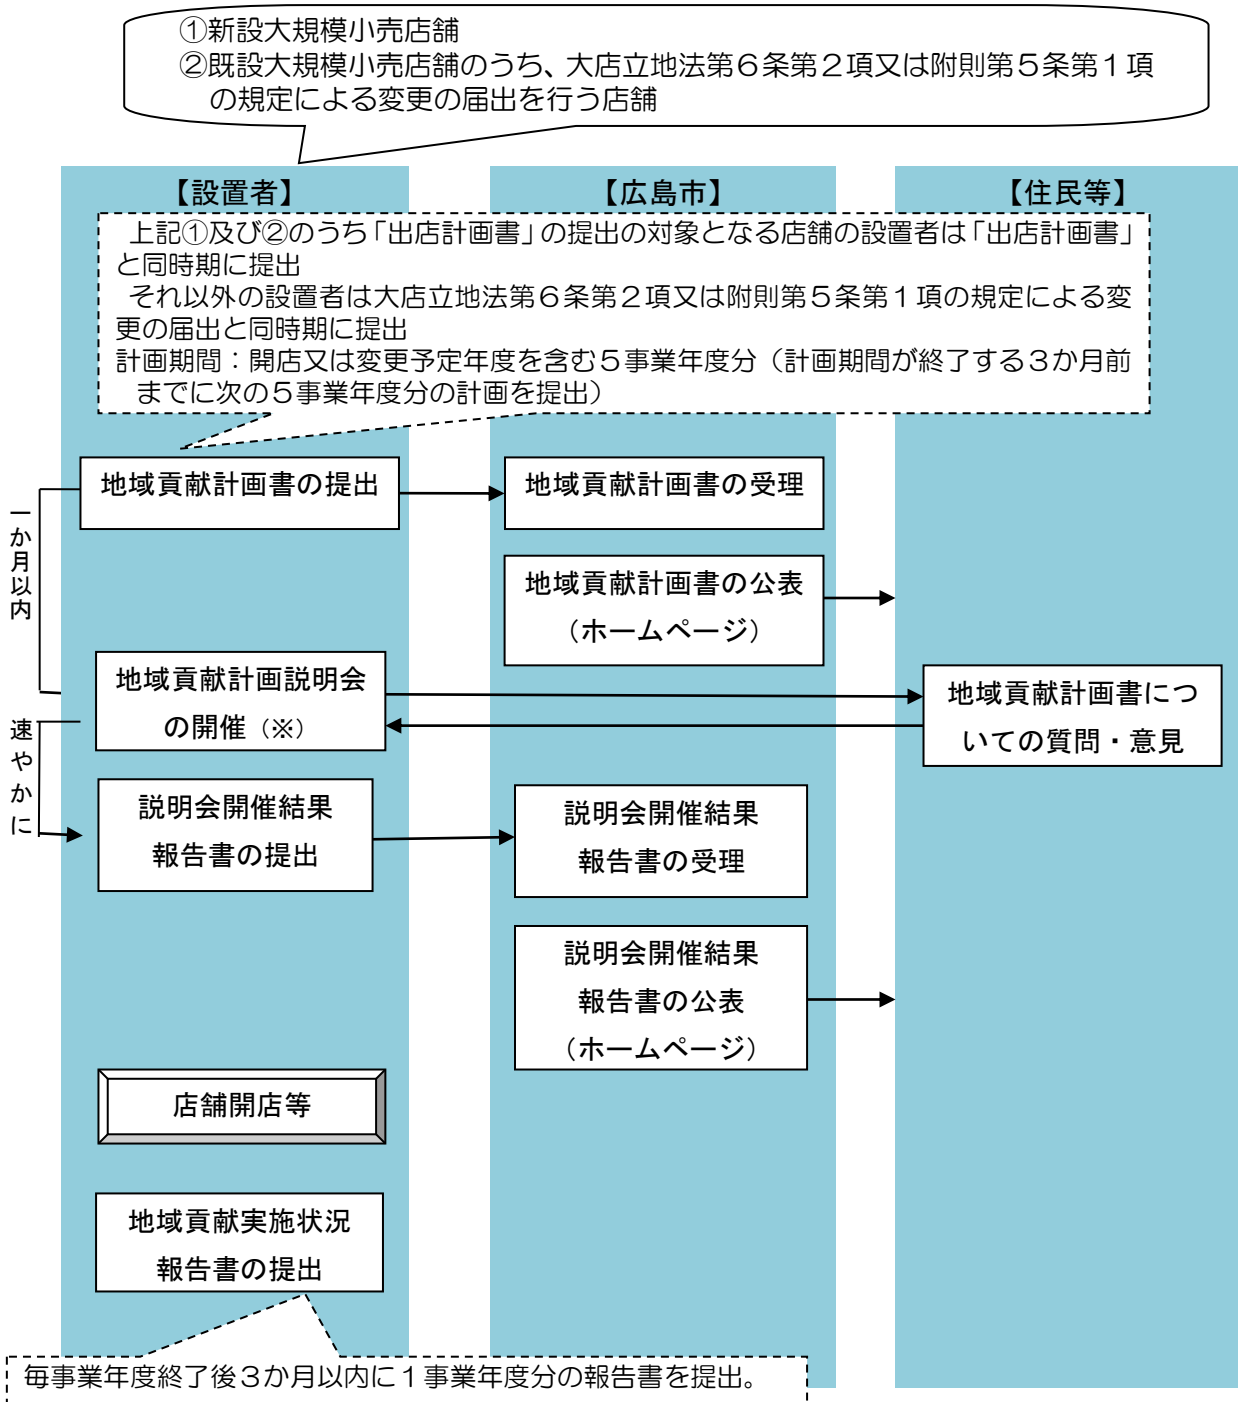 ①新設大規模小売店舗
②既設大規模小売店舗のうち、大店立地法第６条第２項又は附則第５条第１項
の規定による変更の届出を行う店舗
【設置者】
【広島市】
【住民等】
上記①及び②のうち「出店計画書」の提出の対象となる店舗の設置者は「出店計画書」
と同時期に提出
それ以外の設置者は大店立地法第６条第２項又は附則第５条第１項の規定による変
更の届出と同時期に提出
計画期間：開店又は変更予定年度を含む５事業年度分（計画期間が終了する３か月前
までに次の５事業年度分の計画を提出）
地域貢献計画書の提出
地域貢献計画書の受理
一か月以内
地域貢献計画書の公表
（ホームページ）
地域貢献計画説明会
の開催（※）
地域貢献計画書につ
いての質問・意見
速やかに
説明会開催結果
報告書の提出
説明会開催結果
報告書の受理
説明会開催結果
報告書の公表
（ホームページ）
店舗開店等
地域貢献実施状況
報告書の提出
毎事業年度終了後３か月以内に１事業年度分の報告書を提出。